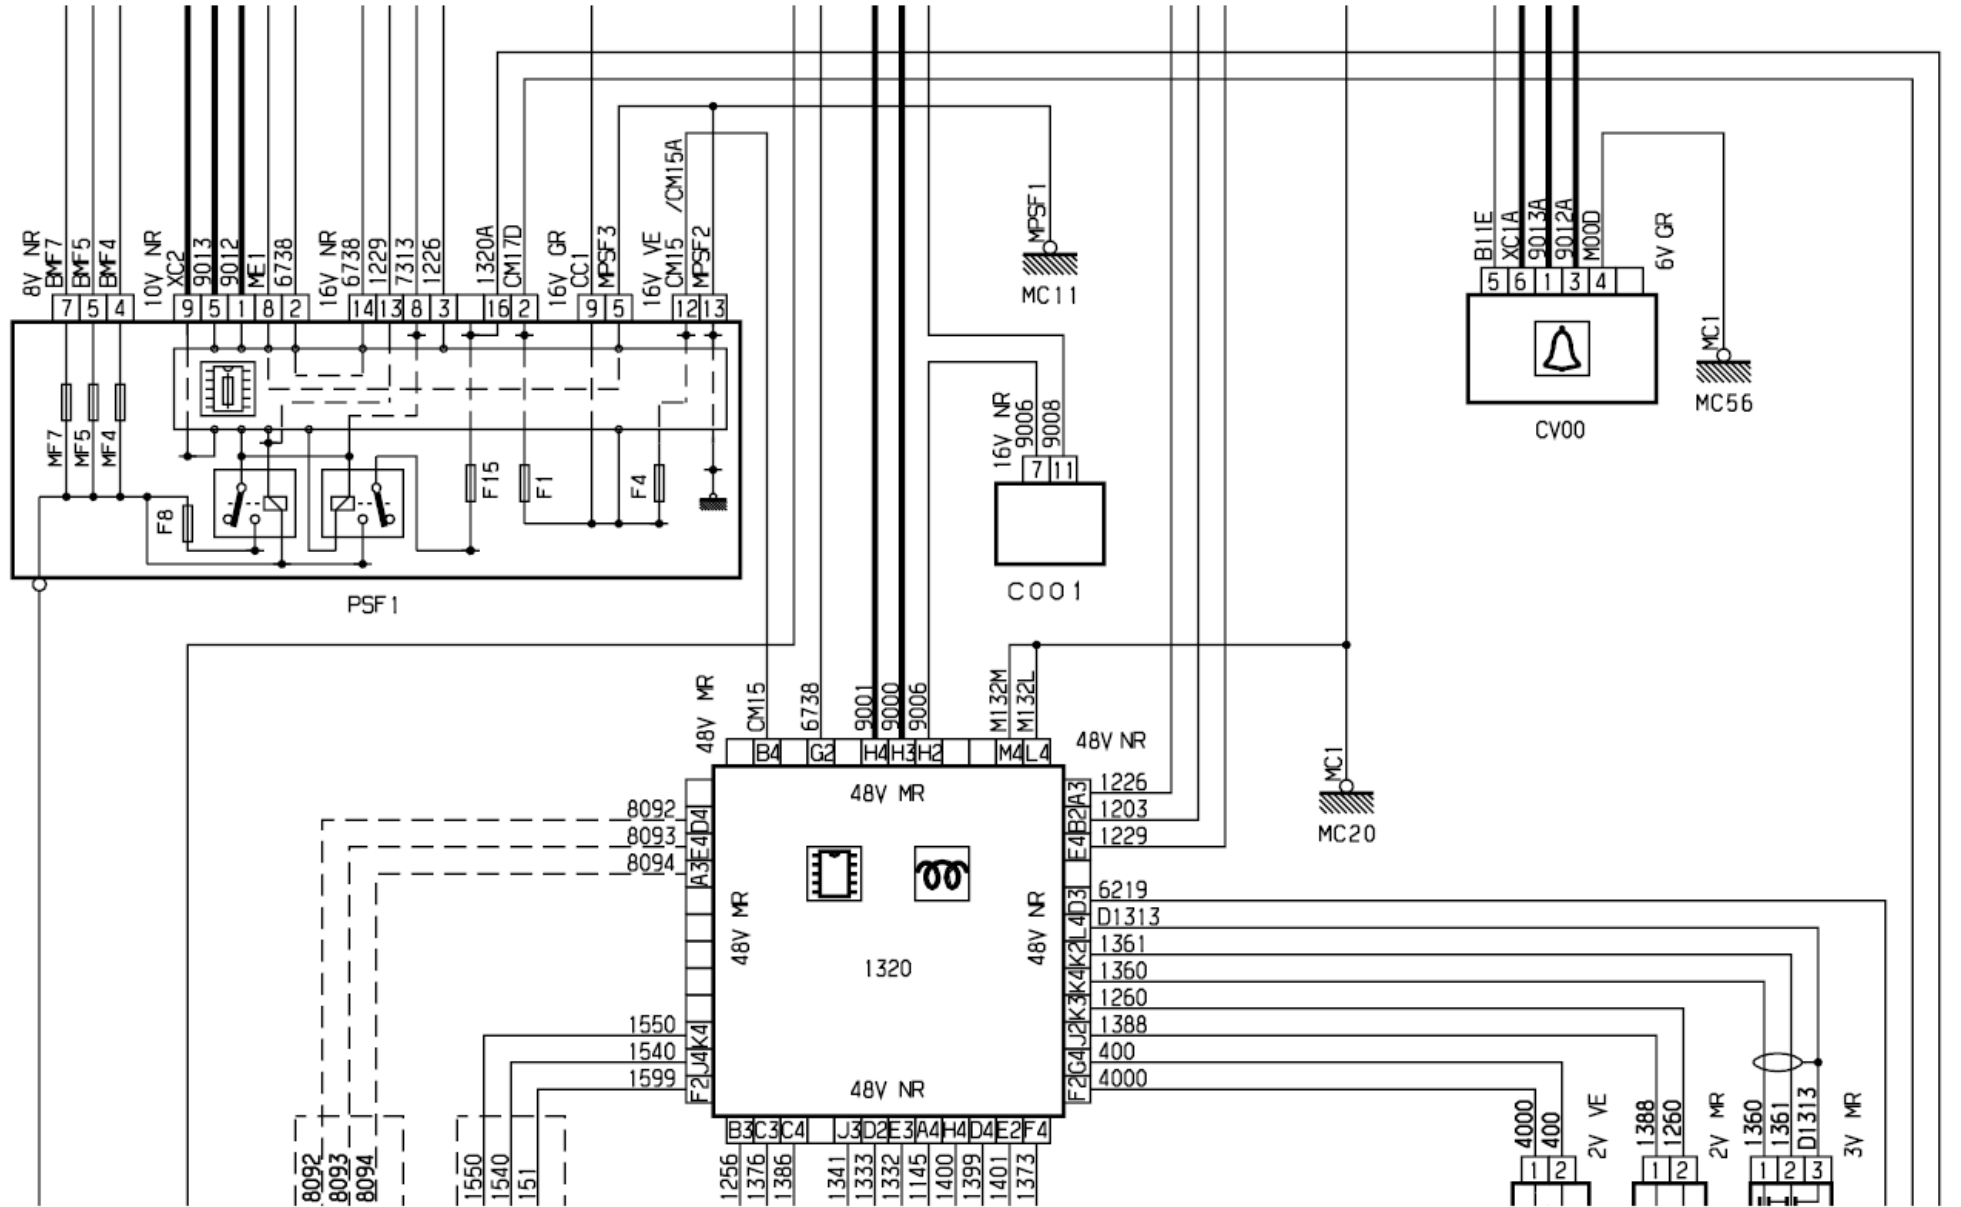 8V NR
BMF7
BMF5
BMF4
10V NR
XC2
9013
9012
ME1
6738
16V NR
6738
1229
7313
1226
1320A
CM17D
16V GR
CC1
MPSF3
16V VE
CM15
/CM15A
MPSF2
7 5 4
9 5 1 8 2
14 13 8 3 16 2
9 5
12 13
MF7
MF5
MF4
F8
F15
F1
F4
PSF1
MPSF1
MC11
16V NR
9006
9008
7 11
C001
B11E
XC1A
9013A
9012A
M00D
6V GR
5 6 1 3 4
CV00
MC1
MC56
48V MR
CM15
6738
9001
9000
9006
M132M
M132L
48V NR
B4 G2 H4 H3 H2 M4 L4
MC1
MC20
48V MR
48V MR
48V NR
1320
48V NR
8092 D4
8093 E4
8094 A3
1550 K4
1540 J4
1599 F2
A3 1226
B2 1203
E4 1229
D3 6219
L4 D1313
K2 1361
K4 1360
K3 1260
J2 1388
G4 400
F2 4000
B3 C3 C4 J3 D2 E3 A4 H4 D4 E2 F4
1256
1376
1386
1341
1333
1332
1145
1400
1399
1401
1373
8092
8093
8094
1550
1540
151
4000
400
2V VE
1 2
1388
1260
2V MR
1 2
1360
1361
D1313
3V MR
1 2 3